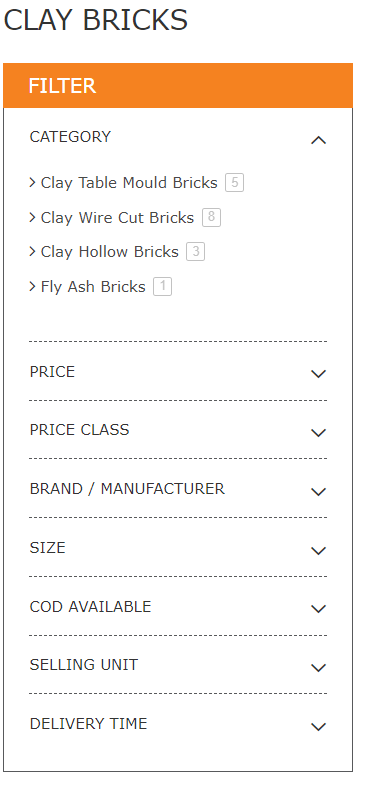 CLAY BRICKS
FILTER
CATEGORY
Clay Table Mould Bricks 5
Clay Wire Cut Bricks 8
Clay Hollow Bricks 3
Fly Ash Bricks 1
PRICE
PRICE CLASS
BRAND / MANUFACTURER
SIZE
COD AVAILABLE
SELLING UNIT
DELIVERY TIME